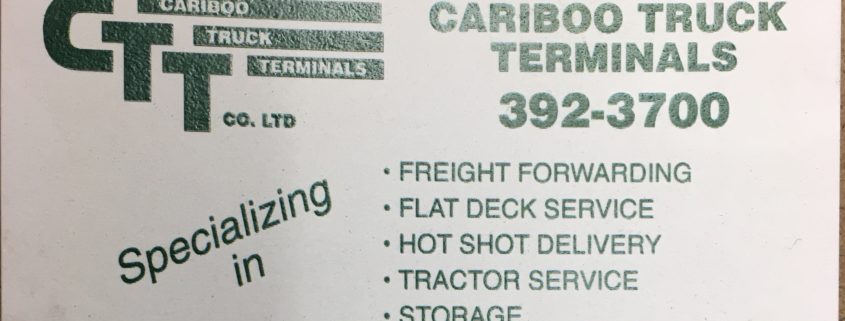 CTT
CARIBOO
TRUCK
TERMINALS
CO. LTD
CARIBOO TRUCK
TERMINALS
392-3700
Specializing
in
• FREIGHT FORWARDING
• FLAT DECK SERVICE
• HOT SHOT DELIVERY
• TRACTOR SERVICE
• STORAGE